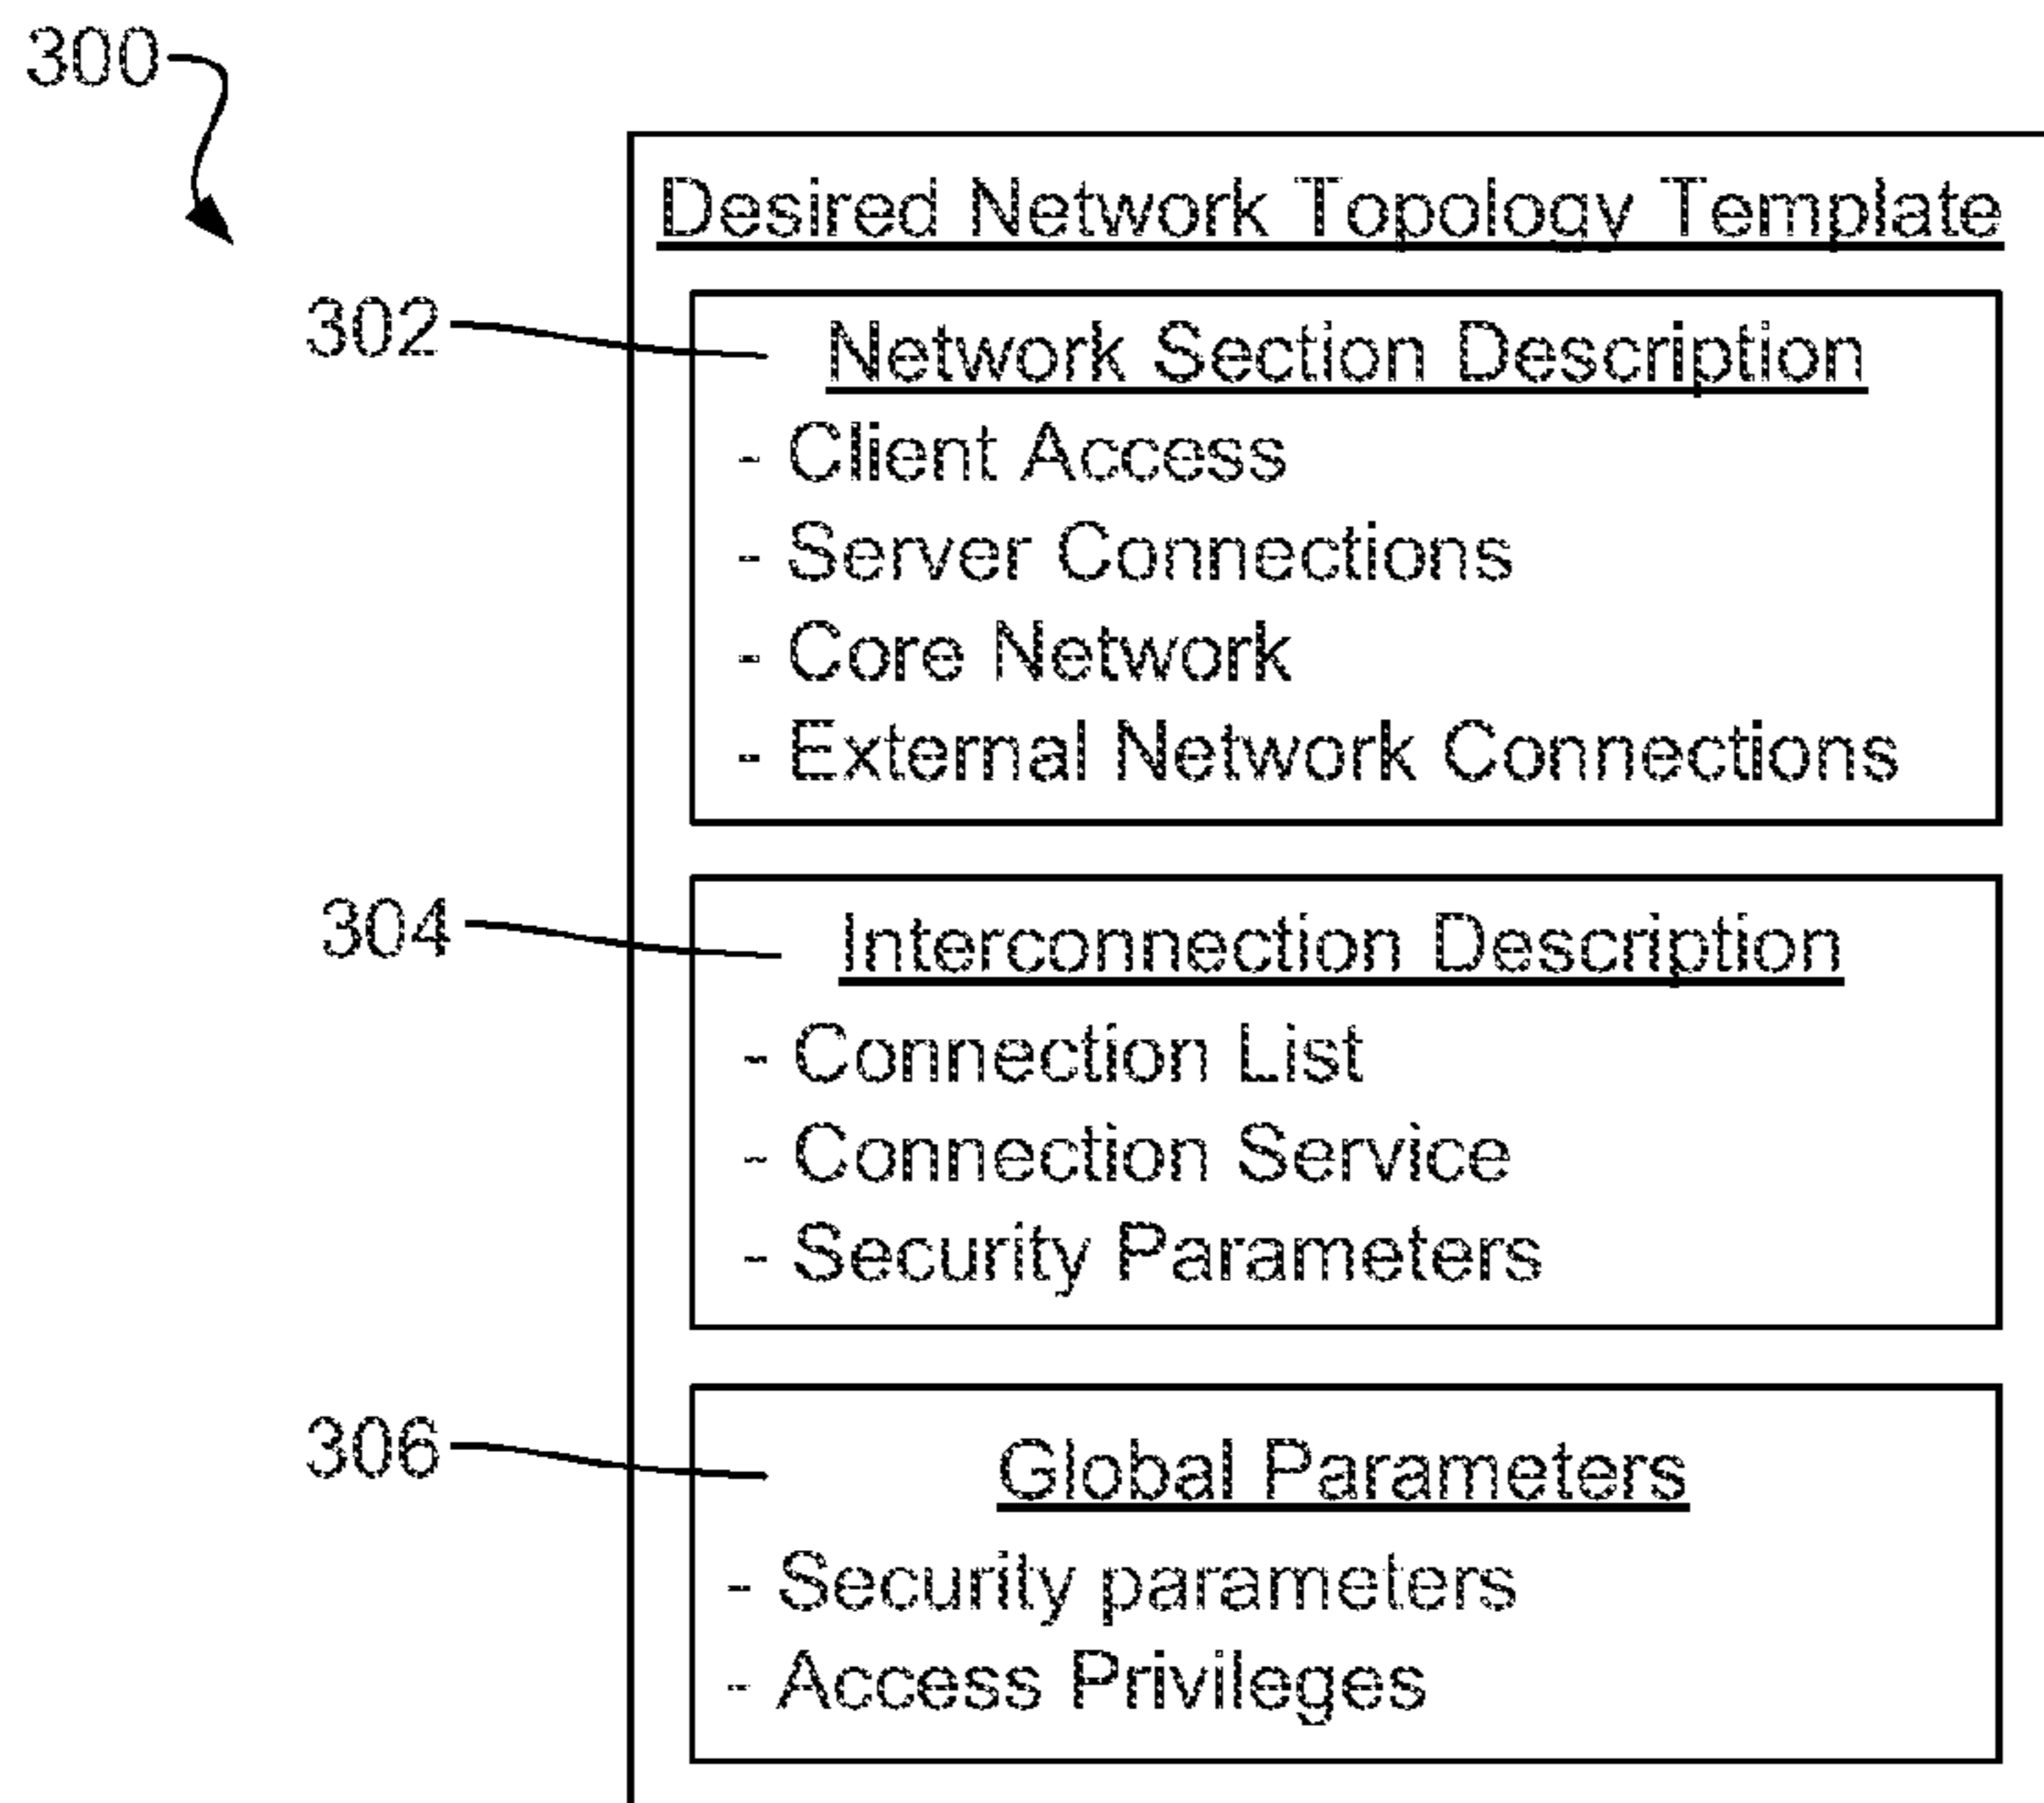 300
Desired Network Topology Template
302
Network Section Description
- Client Access
- Server Connections
- Core Network
- External Network Connections
304
Interconnection Description
- Connection List
- Connection Service
- Security Parameters
306
Global Parameters
- Security parameters
- Access Privileges